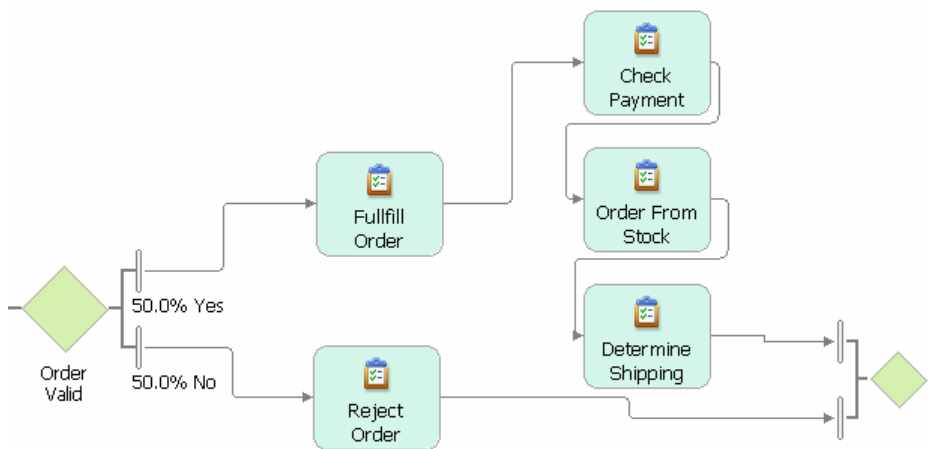 Check
Payment
Fullfill
Order
Order From
Stock
50.0% Yes
Order
Valid
50.0% No
Determine
Shipping
Reject
Order